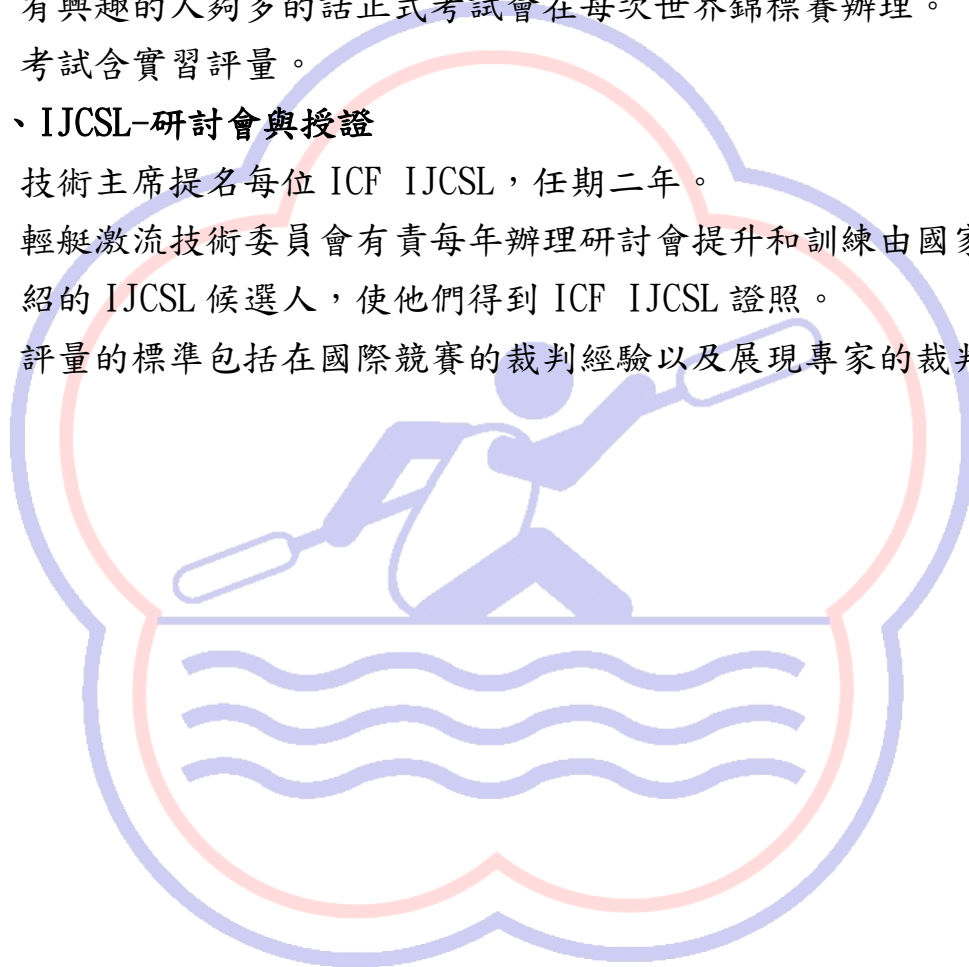 有興趣的人夠多的話正式考試會在每次世界錦標賽辦理。
考試含實習評量。
、IJCSL-研討會與授證
技術主席提名每位 ICF IJCSL，任期二年。
輕艇激流技術委員會有責每年辦理研討會提升和訓練由國家
紹的 IJCSL 候選人，使他們得到 ICF IJCSL 證照。
評量的標準包括在國際競賽的裁判經驗以及展現專家的裁判